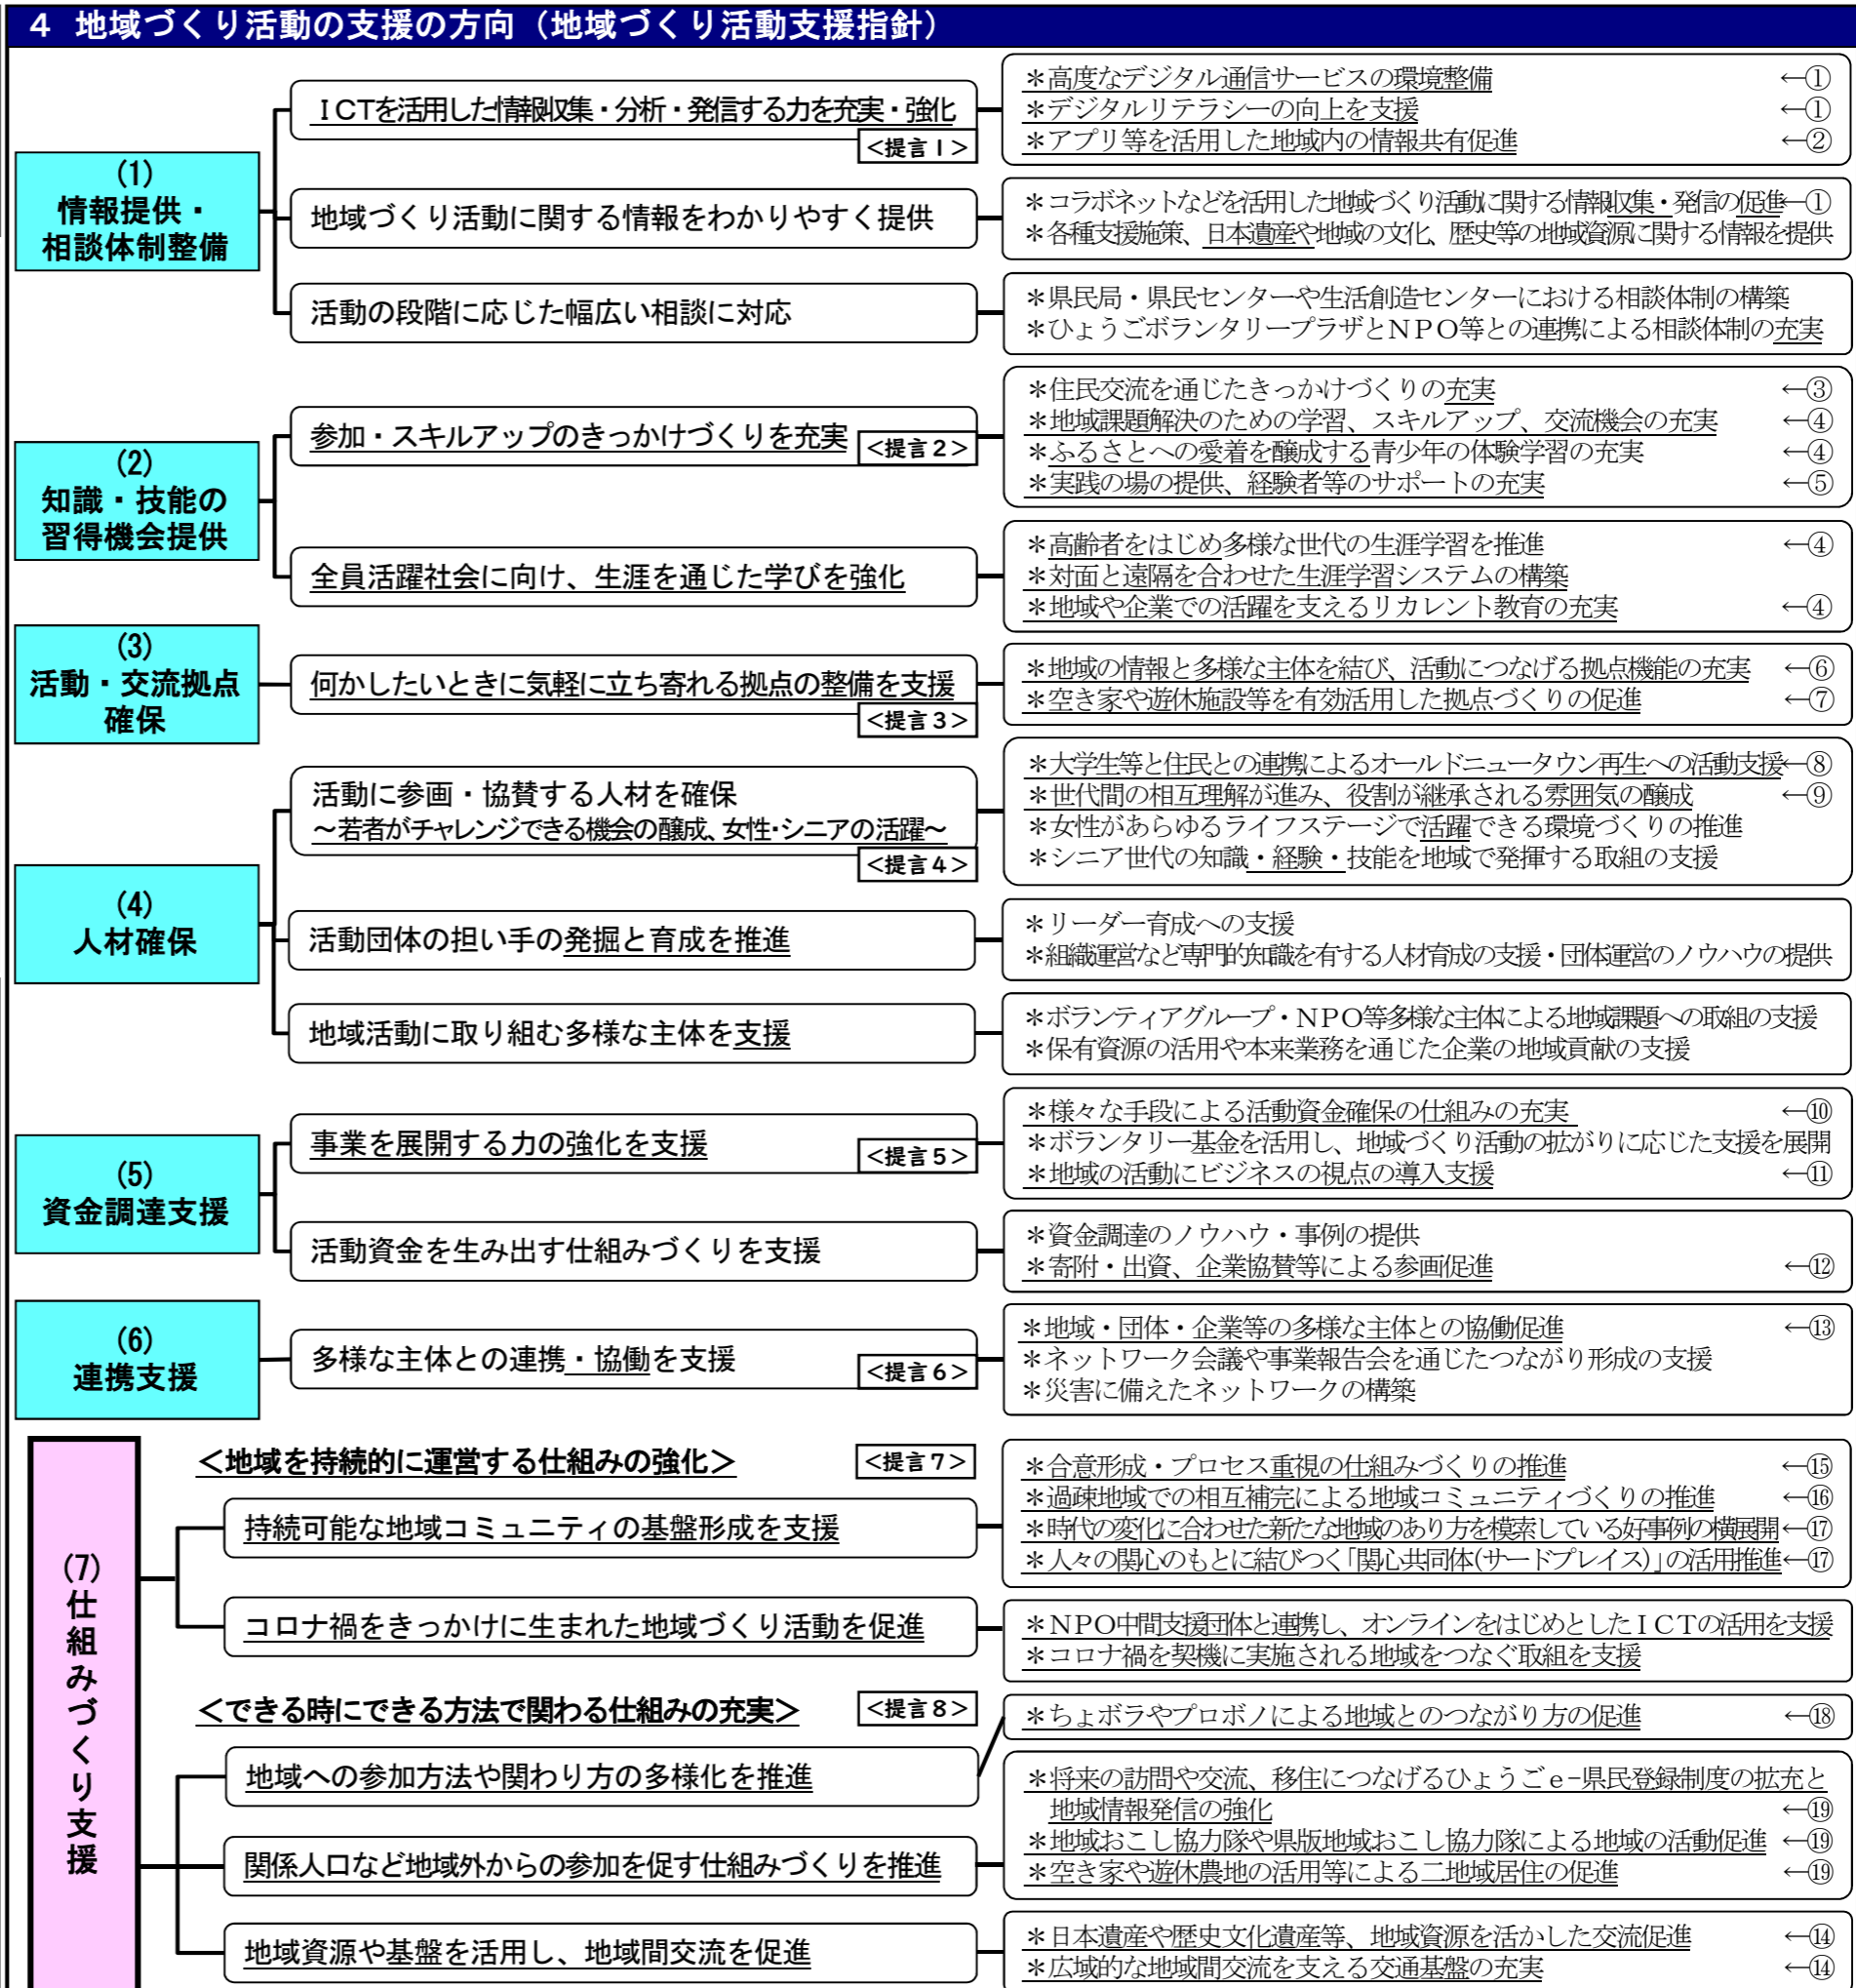 4 地域づくり活動の支援の方向（地域づくり活動支援指針）
(1)
情報提供・
相談体制整備
ICTを活用した情報収集・分析・発信する力を充実・強化
<提言1>
＊高度なデジタル通信サービスの環境整備 ←①
＊デジタルリテラシーの向上を支援 ←①
＊アプリ等を活用した地域内の情報共有促進 ←②
地域づくり活動に関する情報をわかりやすく提供
＊コラボネットなどを活用した地域づくり活動に関する情報収集・発信の促進←①
＊各種支援施策、日本遺産や地域の文化、歴史等の地域資源に関する情報を提供
活動の段階に応じた幅広い相談に対応
＊県民局・県民センターや生活創造センターにおける相談体制の構築
＊ひょうごボランタリープラザとNPO等との連携による相談体制の充実
(2)
知識・技能の
習得機会提供
参加・スキルアップのきっかけづくりを充実
<提言2>
＊住民交流を通じたきっかけづくりの充実 ←③
＊地域課題解決のための学習、スキルアップ、交流機会の充実 ←④
＊ふるさとへの愛着を醸成する青少年の体験学習の充実 ←④
＊実践の場の提供、経験者等のサポートの充実 ←⑤
全員活躍社会に向け、生涯を通じた学びを強化
＊高齢者をはじめ多様な世代の生涯学習を推進 ←④
＊対面と遠隔を合わせた生涯学習システムの構築
＊地域や企業での活躍を支えるリカレント教育の充実 ←④
(3)
活動・交流拠点
確保
何かしたいときに気軽に立ち寄れる拠点の整備を支援
<提言3>
＊地域の情報と多様な主体を結び、活動につなげる拠点機能の充実 ←⑥
＊空き家や遊休施設等を有効活用した拠点づくりの促進 ←⑦
(4)
人材確保
活動に参画・協賛する人材を確保
～若者がチャレンジできる機会の醸成、女性・シニアの活躍～
<提言4>
＊大学生等と住民との連携によるオールドニュータウン再生への活動支援←⑧
＊世代間の相互理解が進み、役割が継承される雰囲気の醸成 ←⑨
＊女性があらゆるライフステージで活躍できる環境づくりの推進
＊シニア世代の知識・経験・技能を地域で発揮する取組の支援
活動団体の担い手の発掘と育成を推進
＊リーダー育成への支援
＊組織運営など専門的知識を有する人材育成の支援・団体運営のノウハウの提供
地域活動に取り組む多様な主体を支援
＊ボランティアグループ・NPO等多様な主体による地域課題への取組の支援
＊保有資源の活用や本来業務を通じた企業の地域貢献の支援
(5)
資金調達支援
事業を展開する力の強化を支援
<提言5>
＊様々な手段による活動資金確保の仕組みの充実 ←⑩
＊ボランタリー基金を活用し、地域づくり活動の拡がりに応じた支援を展開
＊地域の活動にビジネスの視点の導入支援 ←⑪
活動資金を生み出す仕組みづくりを支援
＊資金調達のノウハウ・事例の提供
＊寄附・出資、企業協賛等による参画促進 ←⑫
(6)
連携支援
多様な主体との連携・協働を支援
<提言6>
＊地域・団体・企業等の多様な主体との協働促進 ←⑬
＊ネットワーク会議や事業報告会を通じたつながり形成の支援
＊災害に備えたネットワークの構築
(7)仕組みづくり支援
<地域を持続的に運営する仕組みの強化>
<提言7>
持続可能な地域コミュニティの基盤形成を支援
＊合意形成・プロセス重視の仕組みづくりの推進 ←⑮
＊過疎地域での相互補完による地域コミュニティづくりの推進 ←⑯
＊時代の変化に合わせた新たな地域のあり方を模索している好事例の横展開←⑰
＊人々の関心のもとに結びつく「関心共同体(サードプレイス)」の活用推進←⑰
コロナ禍をきっかけに生まれた地域づくり活動を促進
＊NPO中間支援団体と連携し、オンラインをはじめとしたICTの活用を支援
＊コロナ禍を契機に実施される地域をつなぐ取組を支援
<できる時にできる方法で関わる仕組みの充実>
<提言8>
地域への参加方法や関わり方の多様化を推進
＊ちょボラやプロボノによる地域とのつながり方の促進 ←⑱
関係人口など地域外からの参加を促す仕組みづくりを推進
＊将来の訪問や交流、移住につなげるひょうごe-県民登録制度の拡充と
地域情報発信の強化 ←⑲
＊地域おこし協力隊や県版地域おこし協力隊による地域の活動促進 ←⑲
＊空き家や遊休農地の活用等による二地域居住の促進 ←⑲
地域資源や基盤を活用し、地域間交流を促進
＊日本遺産や歴史文化遺産等、地域資源を活かした交流促進 ←⑭
＊広域的な地域間交流を支える交通基盤の充実 ←⑭